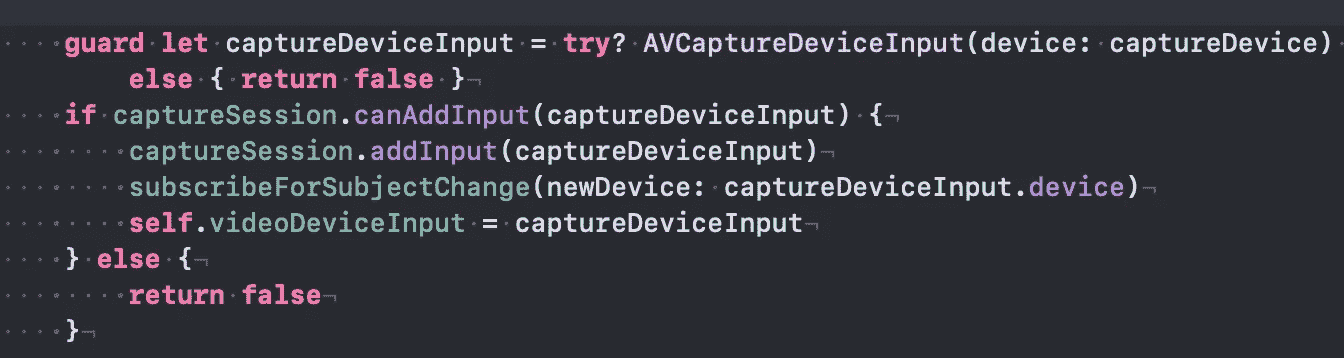 guard let captureDeviceInput = try? AVCaptureDeviceInput(device: captureDevice)
else { return false }
if captureSession.canAddInput(captureDeviceInput) {
captureSession.addInput(captureDeviceInput)
subscribeForSubjectChange(newDevice: captureDeviceInput.device)
self.videoDeviceInput = captureDeviceInput
} else {
return false
}